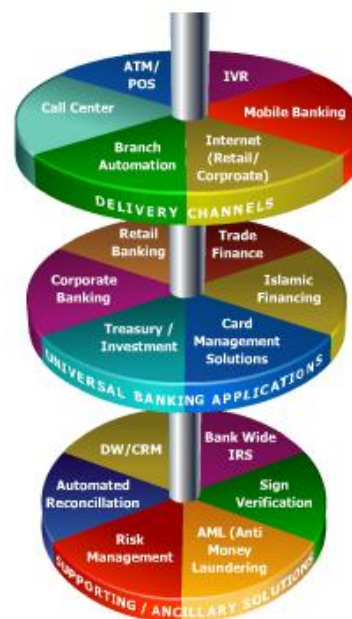 ATM/
POS
IVR
Call Center
Mobile Banking
Branch
Automation
Internet
(Retail/
Corproate)
DELIVERY CHANNELS
Retail
Banking
Trade
Finance
Corporate
Banking
Islamic
Financing
Treasury /
Investment
Card
Management
Solutions
UNIVERSAL BANKING APPLICATIONS
DW/CRM
Bank Wide
IRS
Automated
Reconcillation
Sign
Verification
Risk
Management
AML (Anti
Money
Laundering
SUPPORTING / ANCILLARY SOLUTIONS